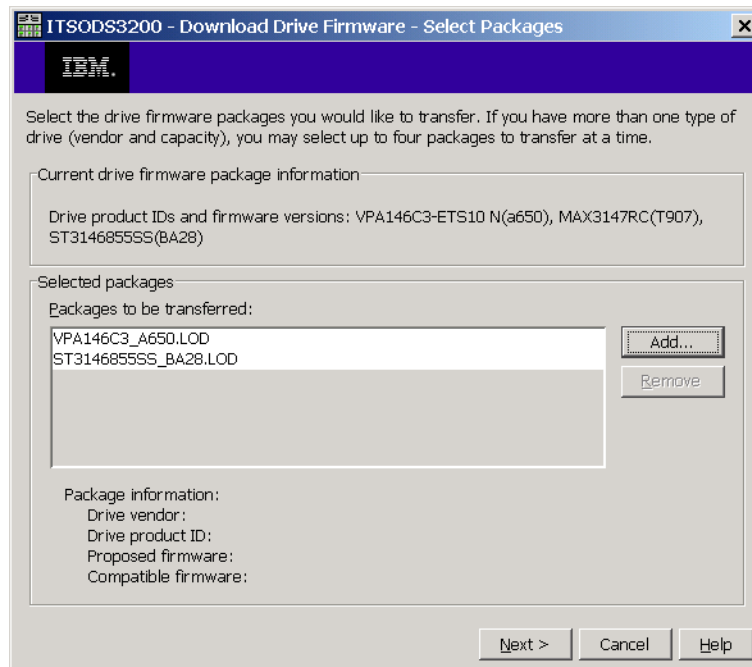 ITSODS3200 - Download Drive Firmware - Select Packages
IBM.
Select the drive firmware packages you would like to transfer. If you have more than one type of
drive (vendor and capacity), you may select up to four packages to transfer at a time.
Current drive firmware package information
Drive product IDs and firmware versions: VPA146C3-ETS10 N(a650), MAX3147RC(T907),
ST3146855SS(BA28)
Selected packages
Packages to be transferred:
VPA146C3_A650.LOD
ST3146855SS_BA28.LOD
Add...
Remove
Package information:
Drive vendor:
Drive product ID:
Proposed firmware:
Compatible firmware:
Next >
Cancel
Help